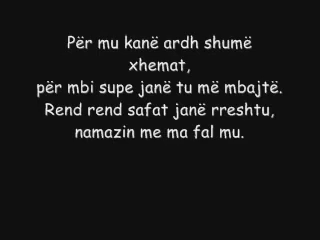 Për mu kanë ardh shumë
xhemat,
për mbi supe janë tu më mbajtë.
Rend rend safat janë rreshtu,
namazin me ma fal mu.